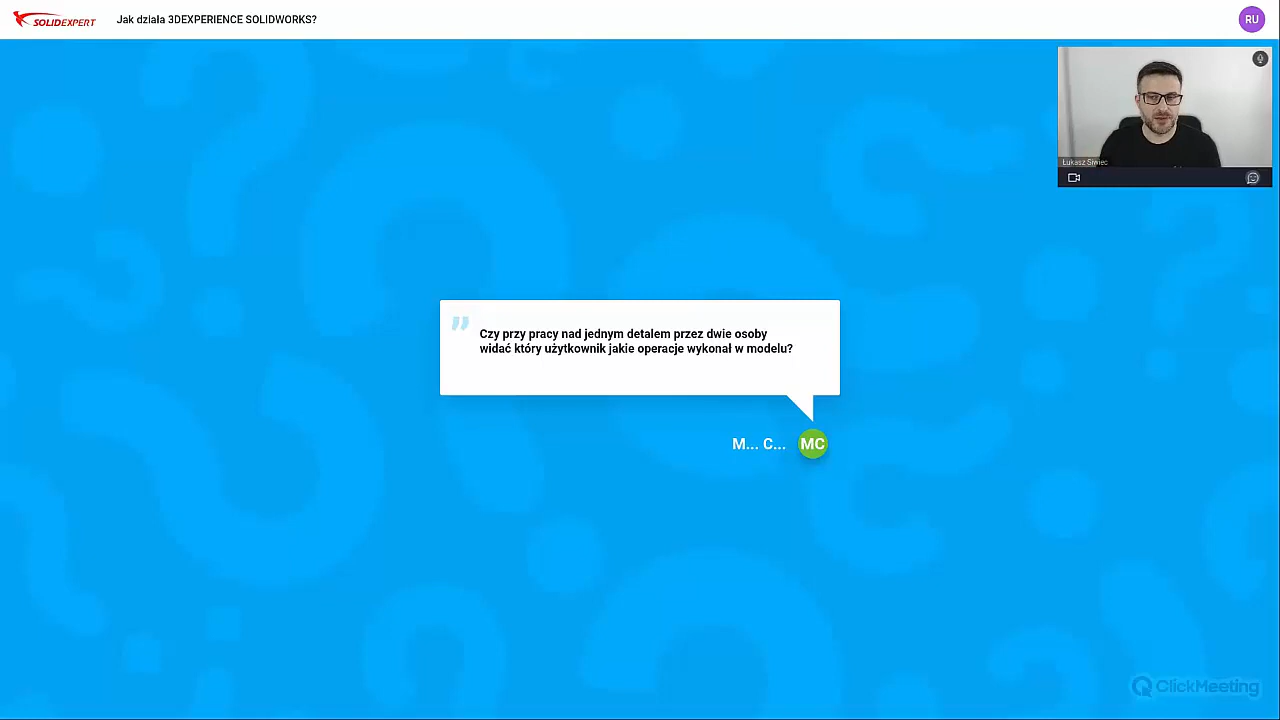 SOLIDEXPERT
Jak działa 3DEXPERIENCE SOLIDWORKS?
RU
Łukasz Siwiec
Czy przy pracy nad jednym detalem przez dwie osoby
widać który użytkownik jakie operacje wykonał w modelu?
M... C...
MC
ClickMeeting